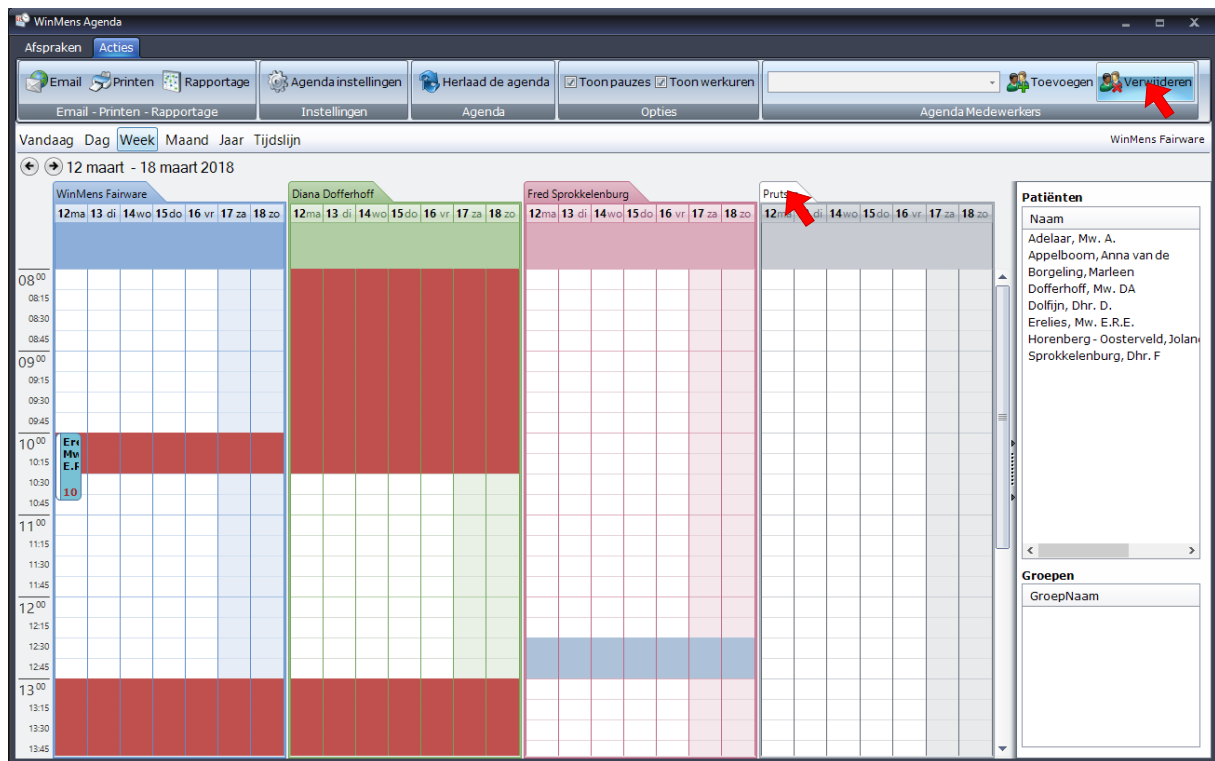 WinMens Agenda
Afspraken Acties
Email Printen Rapportage Agenda instellingen Herlaad de agenda Toon pauzes Toon werkuren Toevoegen Verwijderen
Email - Printen - Rapportage Instellingen Agenda Opties Agenda Medewerkers
Vandaag Dag Week Maand Jaar Tijdslijn WinMens Fairware
12 maart - 18 maart 2018
WinMens Fairware Diana Dofferhoff Fred Sprokkelenburg
12ma 13 di 14wo 15do 16 vr 17 za 18 zo 12ma 13 di 14wo 15do 16 vr 17 za 18 zo 12ma 13 di 14wo 15do 16 vr 17 za 18 zo 12 di 14wo 15do 16 vr 17 za 18 zo
08 00
08:15
08:30
08:45
09 00
09:15
09:30
09:45
10 00
10:15
10:30
10:45
11 00
11:15
11:30
11:45
12 00
12:15
12:30
12:45
13 00
13:15
13:30
13:45
Mw
10
Patiënten
Naam
Adelaar, Mw. A.
Appelboom, Anna van de
Borgeling, Marleen
Dofferhoff, Mw. DA
Dolfijn, Dhr. D.
Erelies, Mw. E.R.E.
Horenberg - Oosterveld, Jolan
Sprokkelenburg, Dhr. F
Groepen
GroepNaam